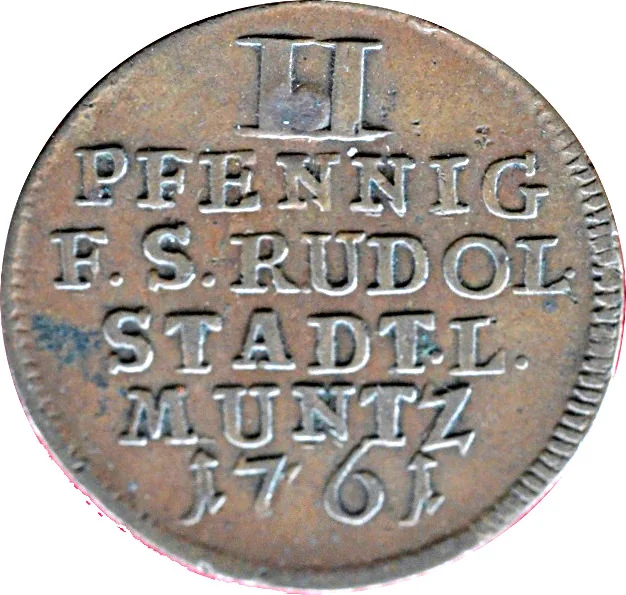 II
PFENNIG
F. S. RUDOL
STADT.L.
MUNTZ
1761